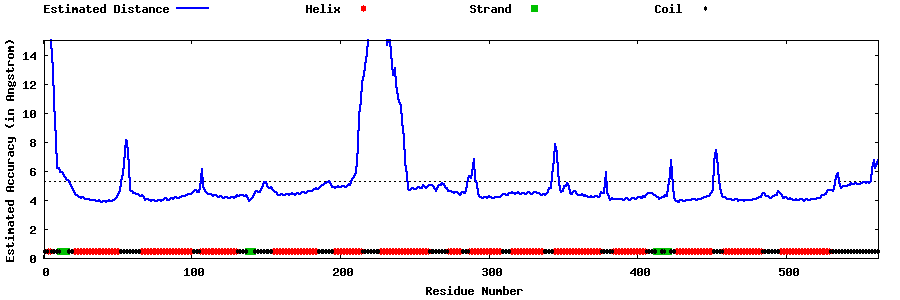 Estimated Distance Helix Strand Coil
Estimated Accuracy (in Angstrom)
14
12
10
8
6
4
2
0
0 100 200 300 400 500
Residue Number